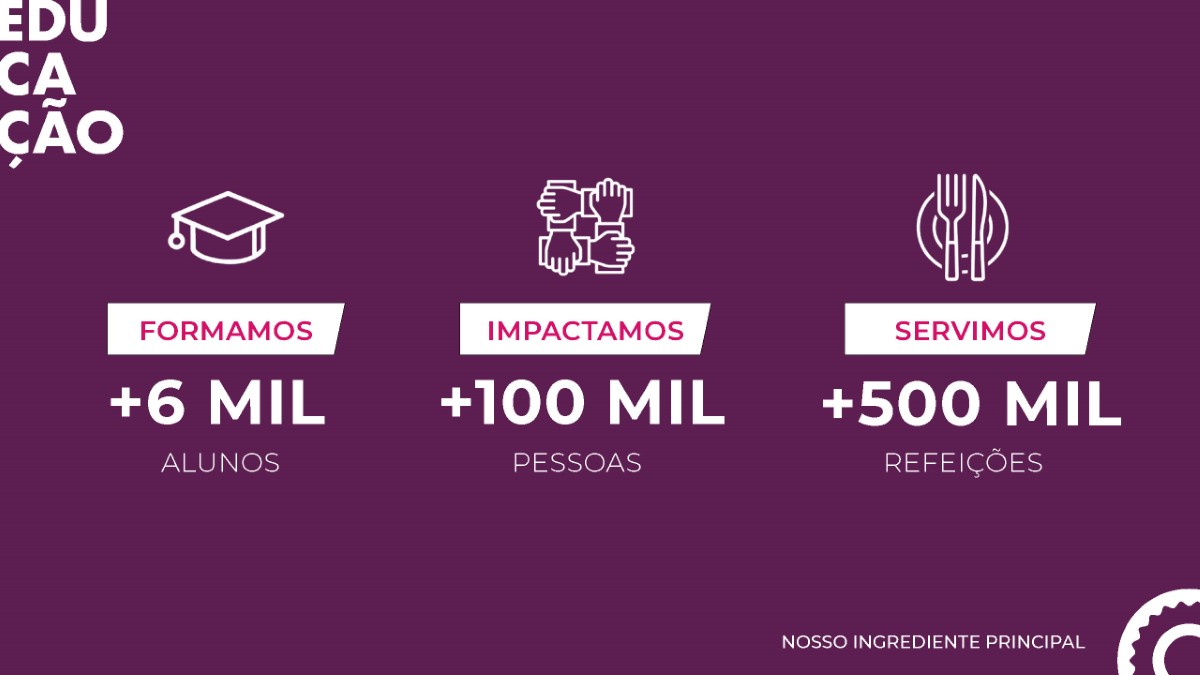 EDU
CA
ÇÃO
FORMAMOS
+6 MIL
ALUNOS
IMPACTAMOS
+100 MIL
PESSOAS
SERVIMOS
+500 MIL
REFEIÇÕES
NOSSO INGREDIENTE PRINCIPAL